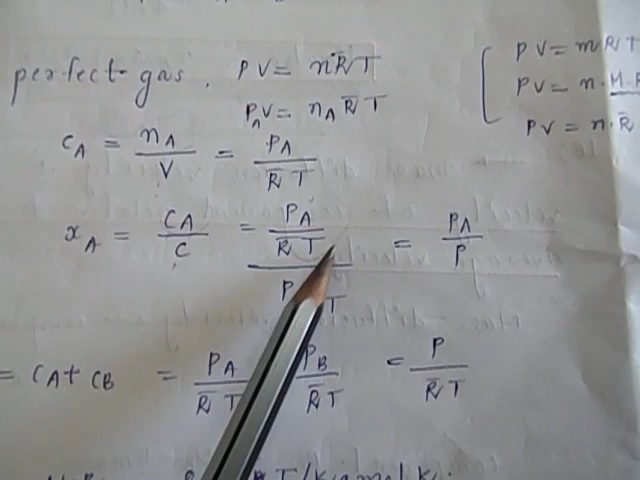 perfect gas. PV = nR̄T
P_A V = n_A R̄ T
C_A = n_A / V = P_A / R̄ T
x_A = C_A / C = (P_A / R̄ T) / (P T) = P_A / P
= C_A + C_B = P_A / R̄ T P_B / R̄ T = P / R̄ T
PV = mRT
PV = n. M. R
PV = n. R̄